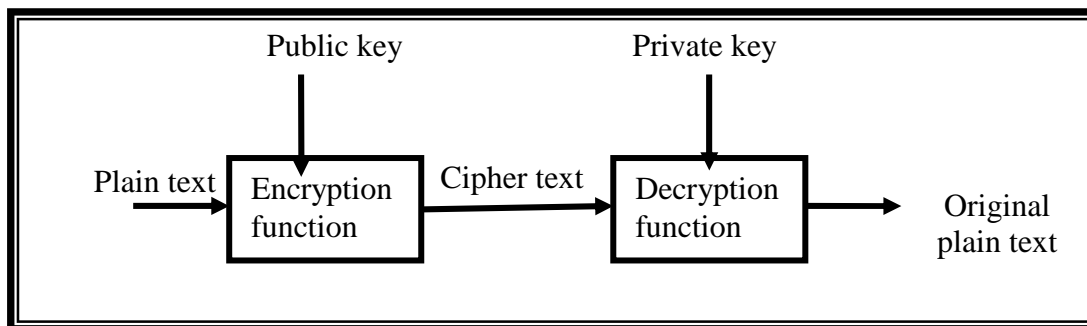 Public key
Private key
Plain text
Encryption
function
Cipher text
Decryption
function
Original
plain text